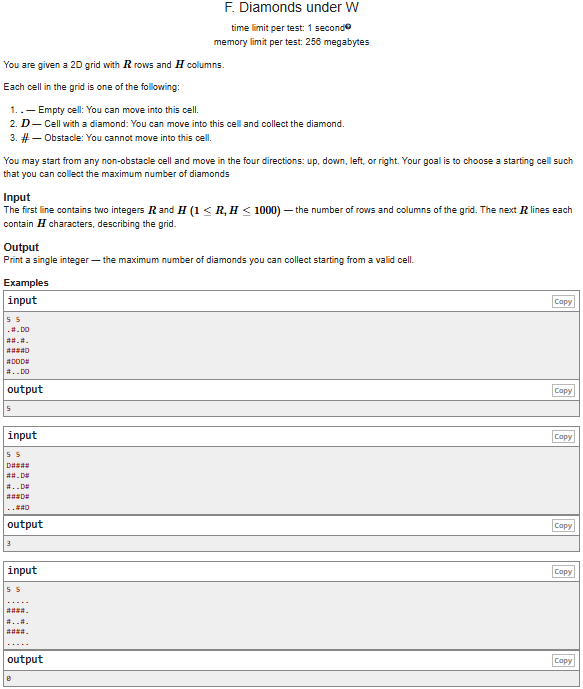 F. Diamonds under W
time limit per test: 1 second
memory limit per test: 256 megabytes
You are given a 2D grid with R rows and H columns.
Each cell in the grid is one of the following:
1. . — Empty cell: You can move into this cell.
2. D — Cell with a diamond: You can move into this cell and collect the diamond.
3. # — Obstacle: You cannot move into this cell.
You may start from any non-obstacle cell and move in the four directions: up, down, left, or right. Your goal is to choose a starting cell such
that you can collect the maximum number of diamonds
Input
The first line contains two integers R and H (1 ≤ R, H ≤ 1000) — the number of rows and columns of the grid. The next R lines each
contain H characters, describing the grid.
Output
Print a single integer — the maximum number of diamonds you can collect starting from a valid cell.
Examples
input
Copy
5 5
.#.DD
##.#.
####D
#DDD#
#..DD
output
Copy
5
input
Copy
5 5
D####
##.D#
#..D#
###D#
..##D
output
Copy
3
input
Copy
5 5
.....
####.
#..#.
####.
.....
output
Copy
0